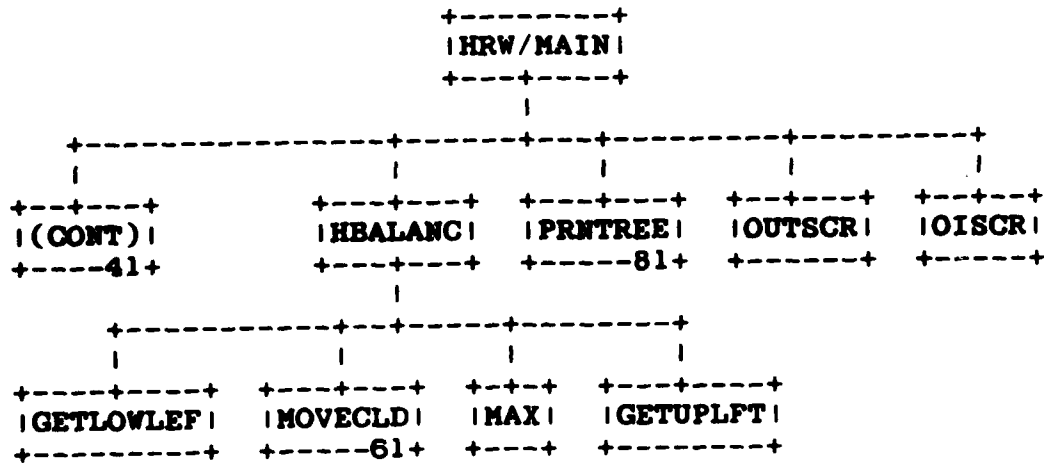 HRW/MAIN
(CONT) HBALANC PRNTREE OUTSCR OISCR
41 81
GETLOWLEF MOVECLD MAX GETUPLFT
61